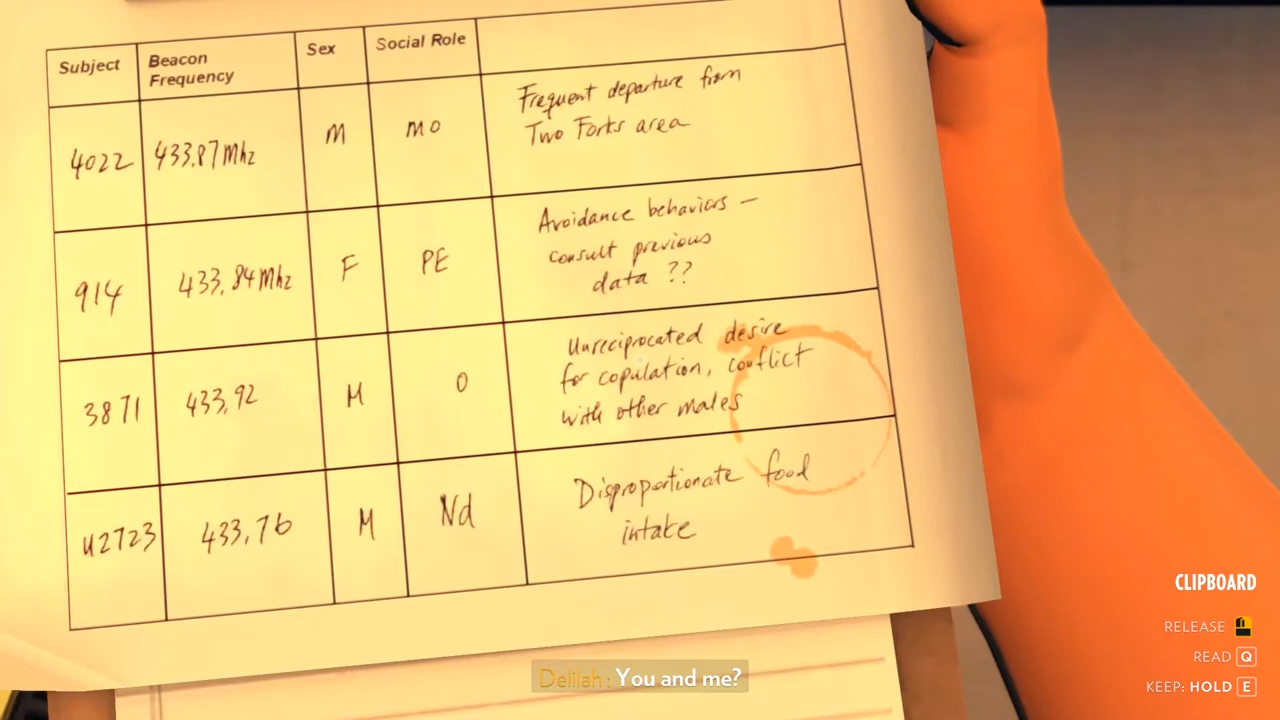 Subject
Beacon
Frequency
Sex
Social Role
4022
433.87Mhz
M
MO
Frequent departure from
Two Forks area
914
433.84Mhz
F
PE
Avoidance behaviors —
consult previous
data ??
3871
433.92
M
O
Unreciprocated desire
for copulation, conflict
with other males
U2723
433.76
M
Nd
Disproportionate food
intake
CLIPBOARD
RELEASE
READ Q
KEEP: HOLD E
Delilah: You and me?